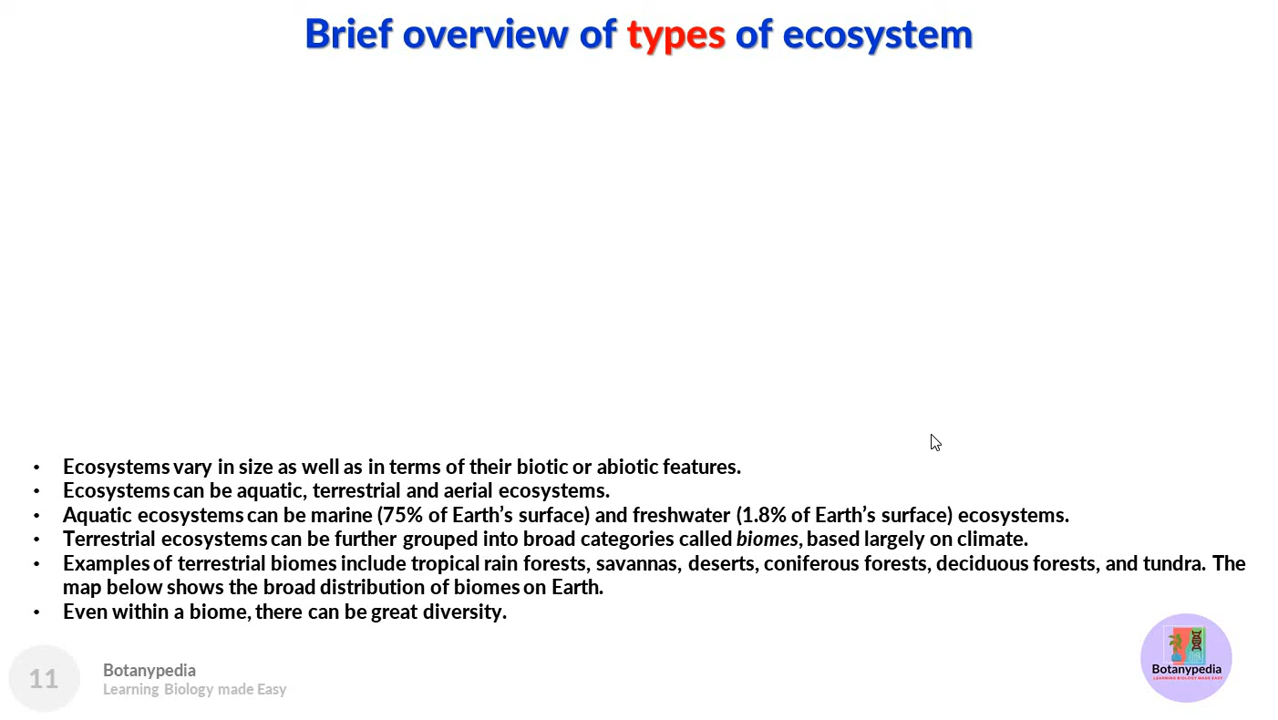 Brief overview of types of ecosystem
• Ecosystems vary in size as well as in terms of their biotic or abiotic features.
• Ecosystems can be aquatic, terrestrial and aerial ecosystems.
• Aquatic ecosystems can be marine (75% of Earth’s surface) and freshwater (1.8% of Earth’s surface) ecosystems.
• Terrestrial ecosystems can be further grouped into broad categories called biomes, based largely on climate.
• Examples of terrestrial biomes include tropical rain forests, savannas, deserts, coniferous forests, deciduous forests, and tundra. The
map below shows the broad distribution of biomes on Earth.
• Even within a biome, there can be great diversity.
11
Botanypedia
Learning Biology made Easy
Botanypedia
LEARNING BIOLOGY MADE EASY